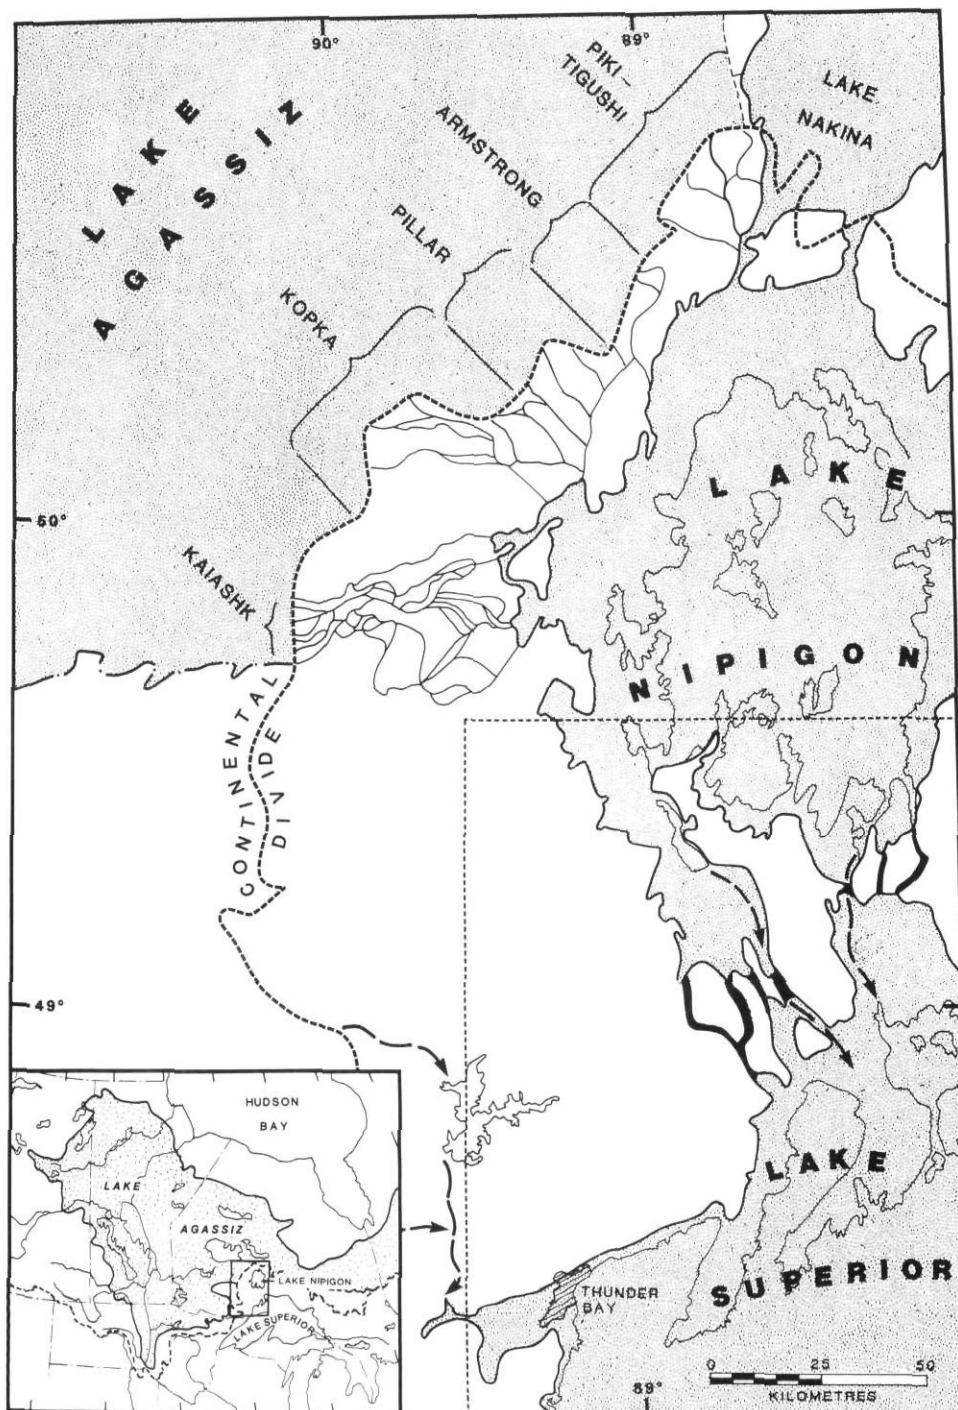 90°
89°
PIKI-
TIGUSHI
LAKE
NAKINA
ARMSTRONG
LAKE
AGASSIZ
PILLAR
KOPKA
LAKE
50°
KAIASHK
NIPIGON
CONTINENTAL
DIVIDE
49°
HUDSON
BAY
LAKE
AGASSIZ
LAKE NIPIGON
LAKE SUPERIOR
LAKE
SUPERIOR
THUNDER
BAY
0 25 50
KILOMETRES
89°